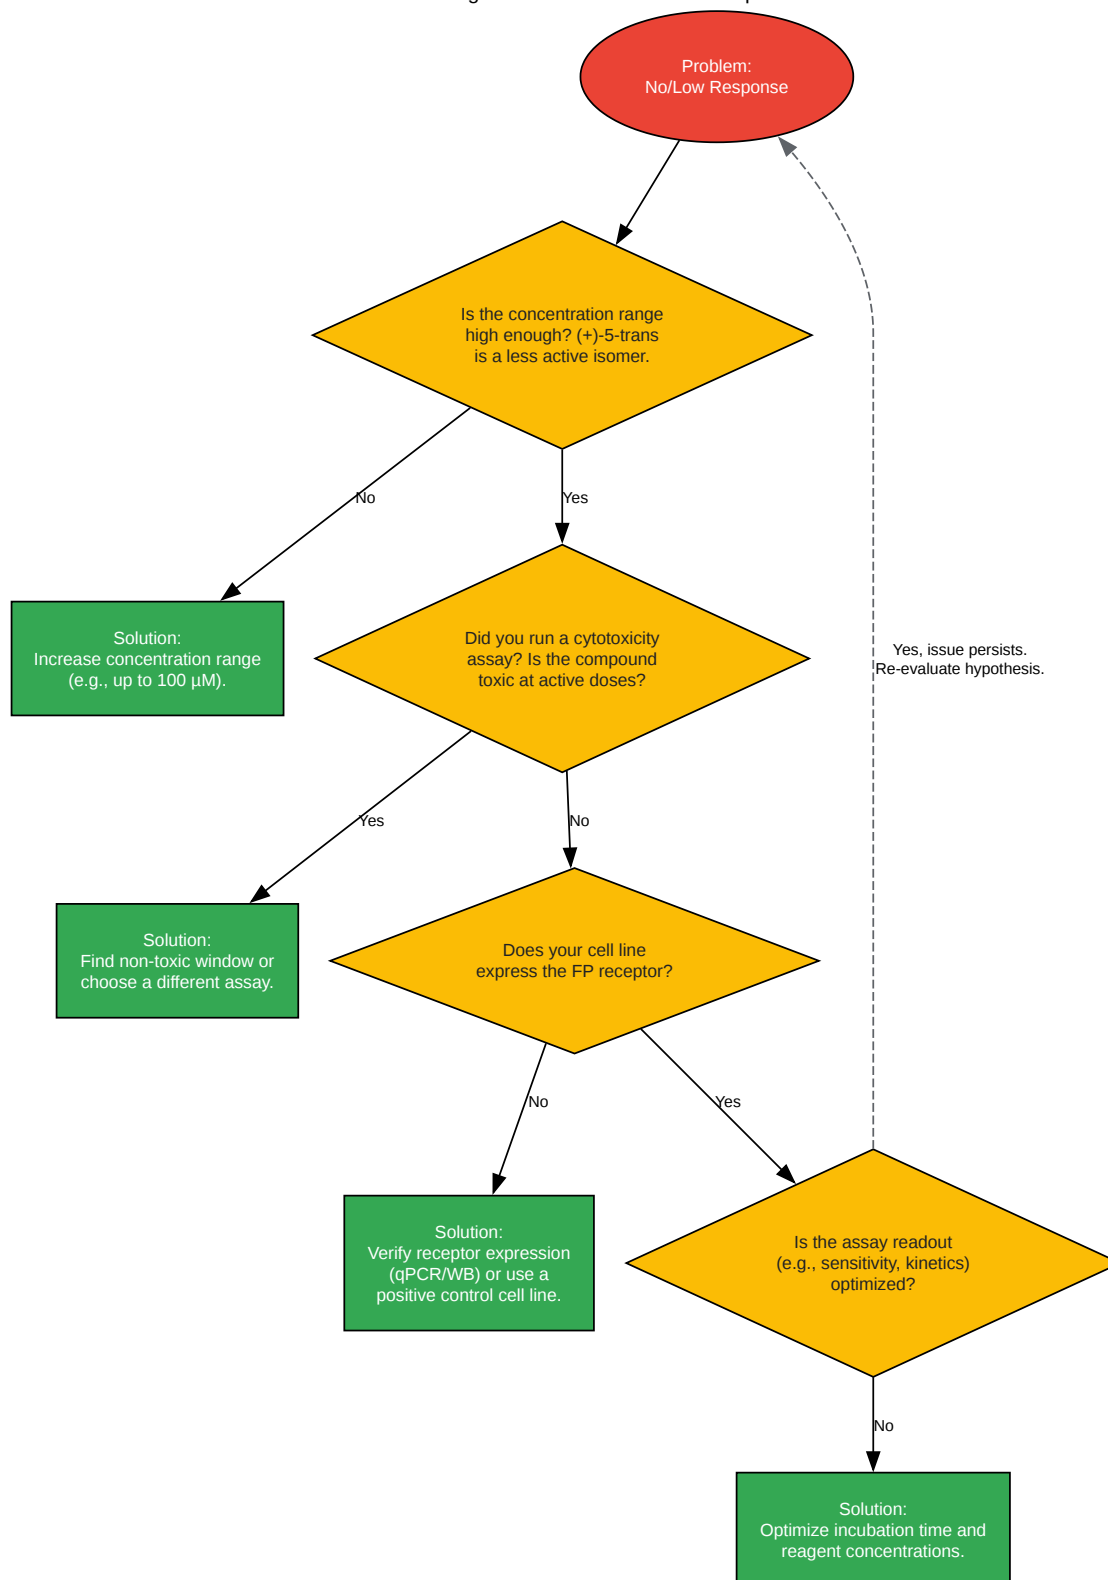 Problem:
No/Low Response
Is the concentration range
high enough? (+)-5-trans
is a less active isomer.
No
Yes
Solution:
Increase concentration range
(e.g., up to 100 µM).
Did you run a cytotoxicity
assay? Is the compound
toxic at active doses?
Yes, issue persists.
Re-evaluate hypothesis.
Yes
No
Solution:
Find non-toxic window or
choose a different assay.
Does your cell line
express the FP receptor?
No
Yes
Solution:
Verify receptor expression
(qPCR/WB) or use a
positive control cell line.
Is the assay readout
(e.g., sensitivity, kinetics)
optimized?
No
Solution:
Optimize incubation time and
reagent concentrations.